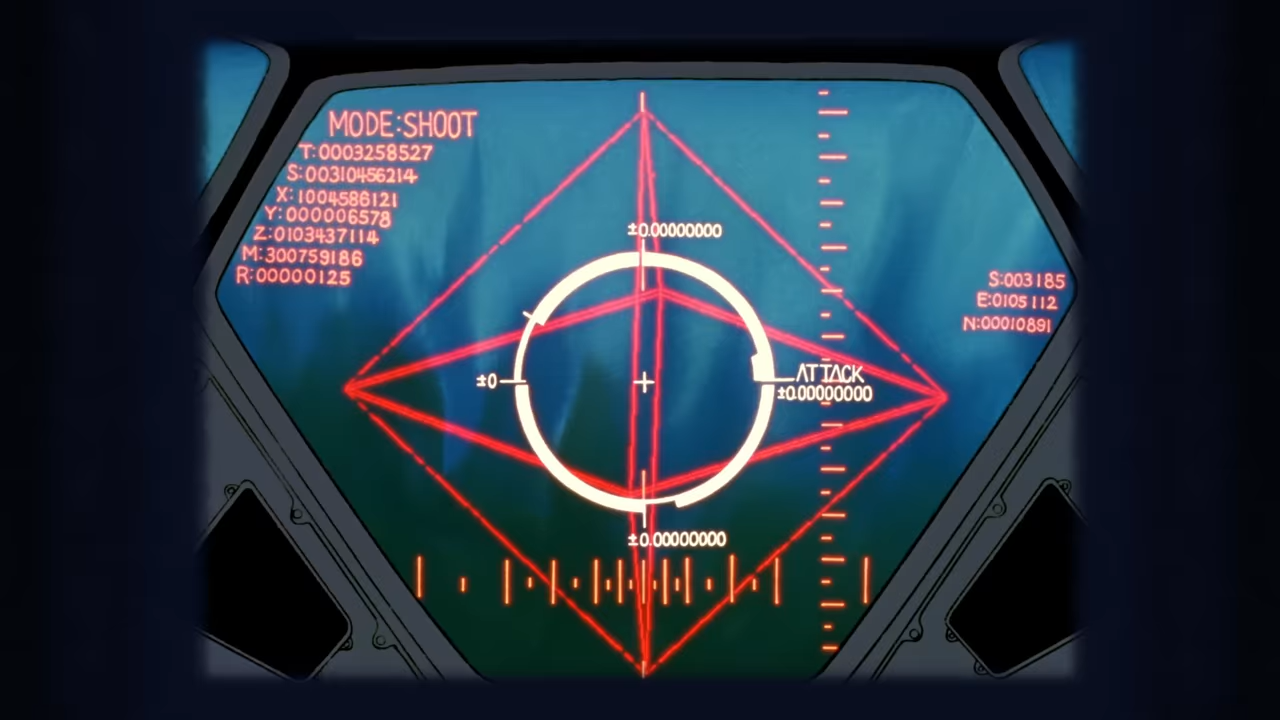 MODE:SHOOT
T:0003258527
S:00310456214
X:1004586121
Y:000006578
Z:0103437114
M:300759186
R:00000125
±0.00000000
S:003185
E:0105112
N:00010891
±0
ATTACK
±0.00000000
±0.00000000